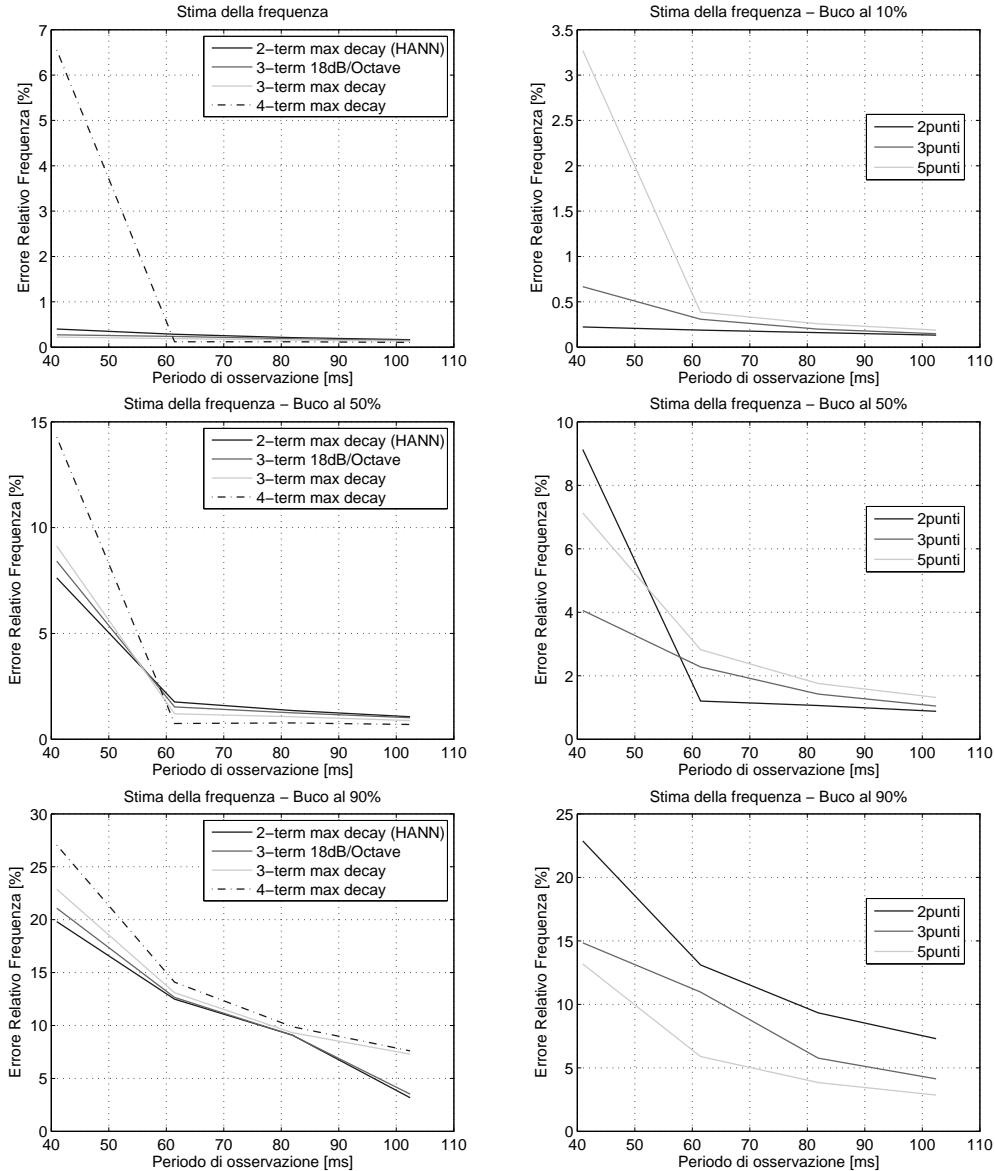 Stima della frequenza
Errore Relativo Frequenza [%]
7
6
5
4
3
2
1
0
40 50 60 70 80 90 100 110
Periodo di osservazione [ms]
2−term max decay (HANN)
3−term 18dB/Octave
3−term max decay
4−term max decay
Stima della frequenza − Buco al 10%
Errore Relativo Frequenza [%]
3.5
3
2.5
2
1.5
1
0.5
0
40 50 60 70 80 90 100 110
Periodo di osservazione [ms]
2punti
3punti
5punti
Stima della frequenza − Buco al 50%
Errore Relativo Frequenza [%]
15
10
5
0
40 50 60 70 80 90 100 110
Periodo di osservazione [ms]
2−term max decay (HANN)
3−term 18dB/Octave
3−term max decay
4−term max decay
Stima della frequenza − Buco al 50%
Errore Relativo Frequenza [%]
10
8
6
4
2
0
40 50 60 70 80 90 100 110
Periodo di osservazione [ms]
2punti
3punti
5punti
Stima della frequenza − Buco al 90%
Errore Relativo Frequenza [%]
30
25
20
15
10
5
0
40 50 60 70 80 90 100 110
Periodo di osservazione [ms]
2−term max decay (HANN)
3−term 18dB/Octave
3−term max decay
4−term max decay
Stima della frequenza − Buco al 90%
Errore Relativo Frequenza [%]
25
20
15
10
5
0
40 50 60 70 80 90 100 110
Periodo di osservazione [ms]
2punti
3punti
5punti